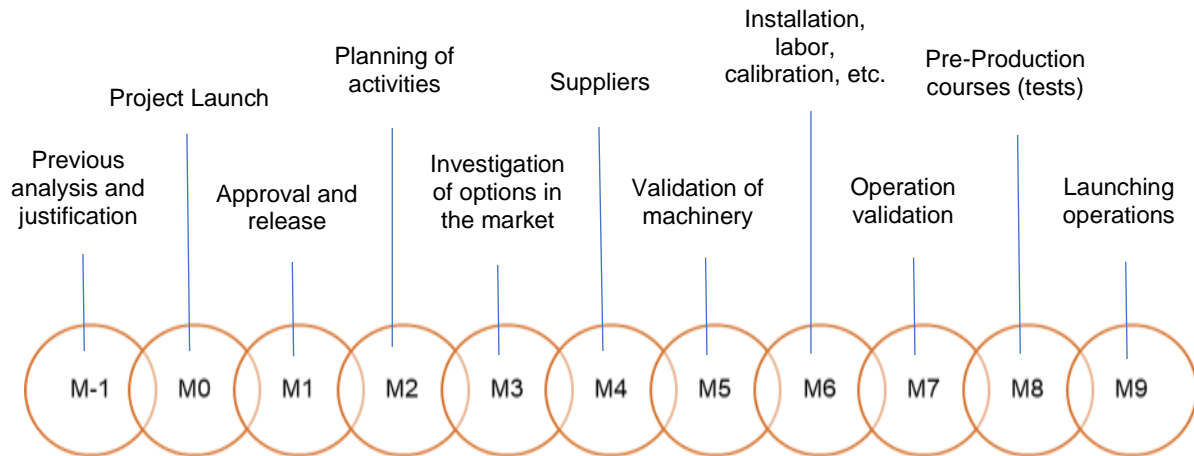 Previous
analysis and
justification
Project Launch
Approval and
release
Planning of
activities
Investigation
of options in
the market
Suppliers
Validation of
machinery
Installation,
labor,
calibration, etc.
Operation
validation
Pre-Production
courses (tests)
Launching
operations
M-1
M0
M1
M2
M3
M4
M5
M6
M7
M8
M9